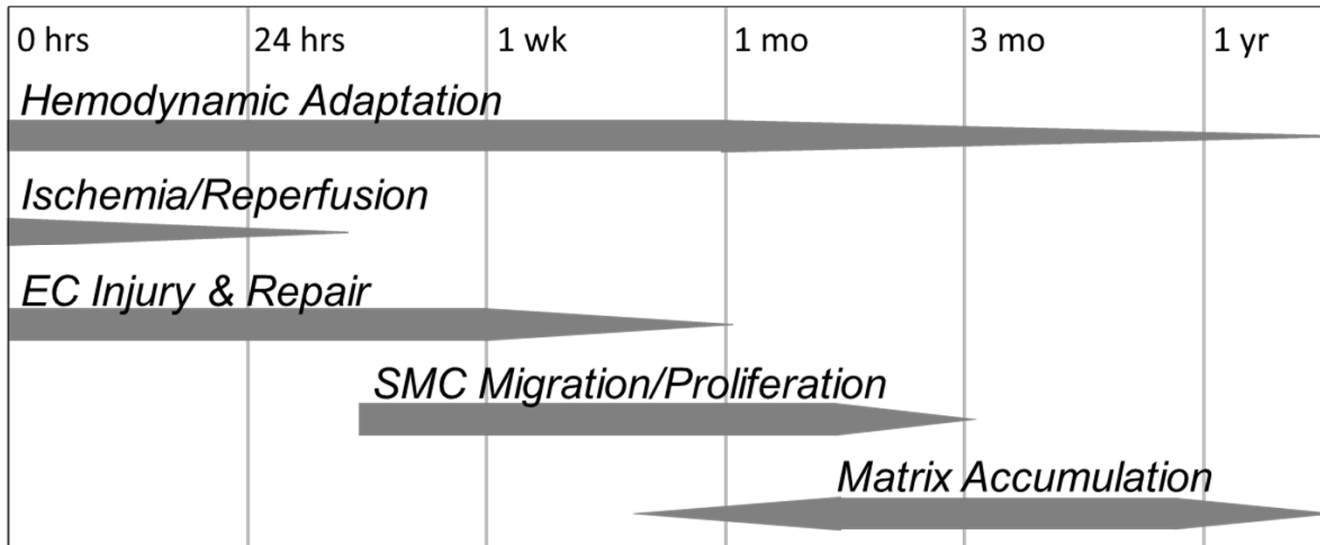 0 hrs 24 hrs 1 wk 1 mo 3 mo 1 yr
Hemodynamic Adaptation
Ischemia/Reperfusion
EC Injury & Repair
SMC Migration/Proliferation
Matrix Accumulation